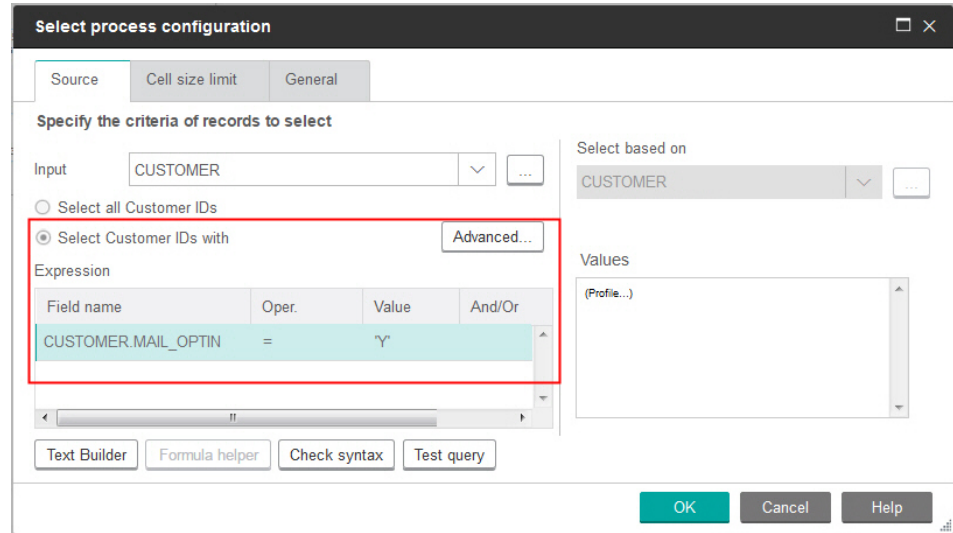 Select process configuration
Source Cell size limit General
Specify the criteria of records to select
Select based on
Input CUSTOMER ...
CUSTOMER ...
Select all Customer IDs
Select Customer IDs with Advanced...
Expression
Values
(Profile...)
Field name Oper. Value And/Or
CUSTOMER.MAIL_OPTIN = 'Y'
Text Builder Formula helper Check syntax Test query
OK Cancel Help